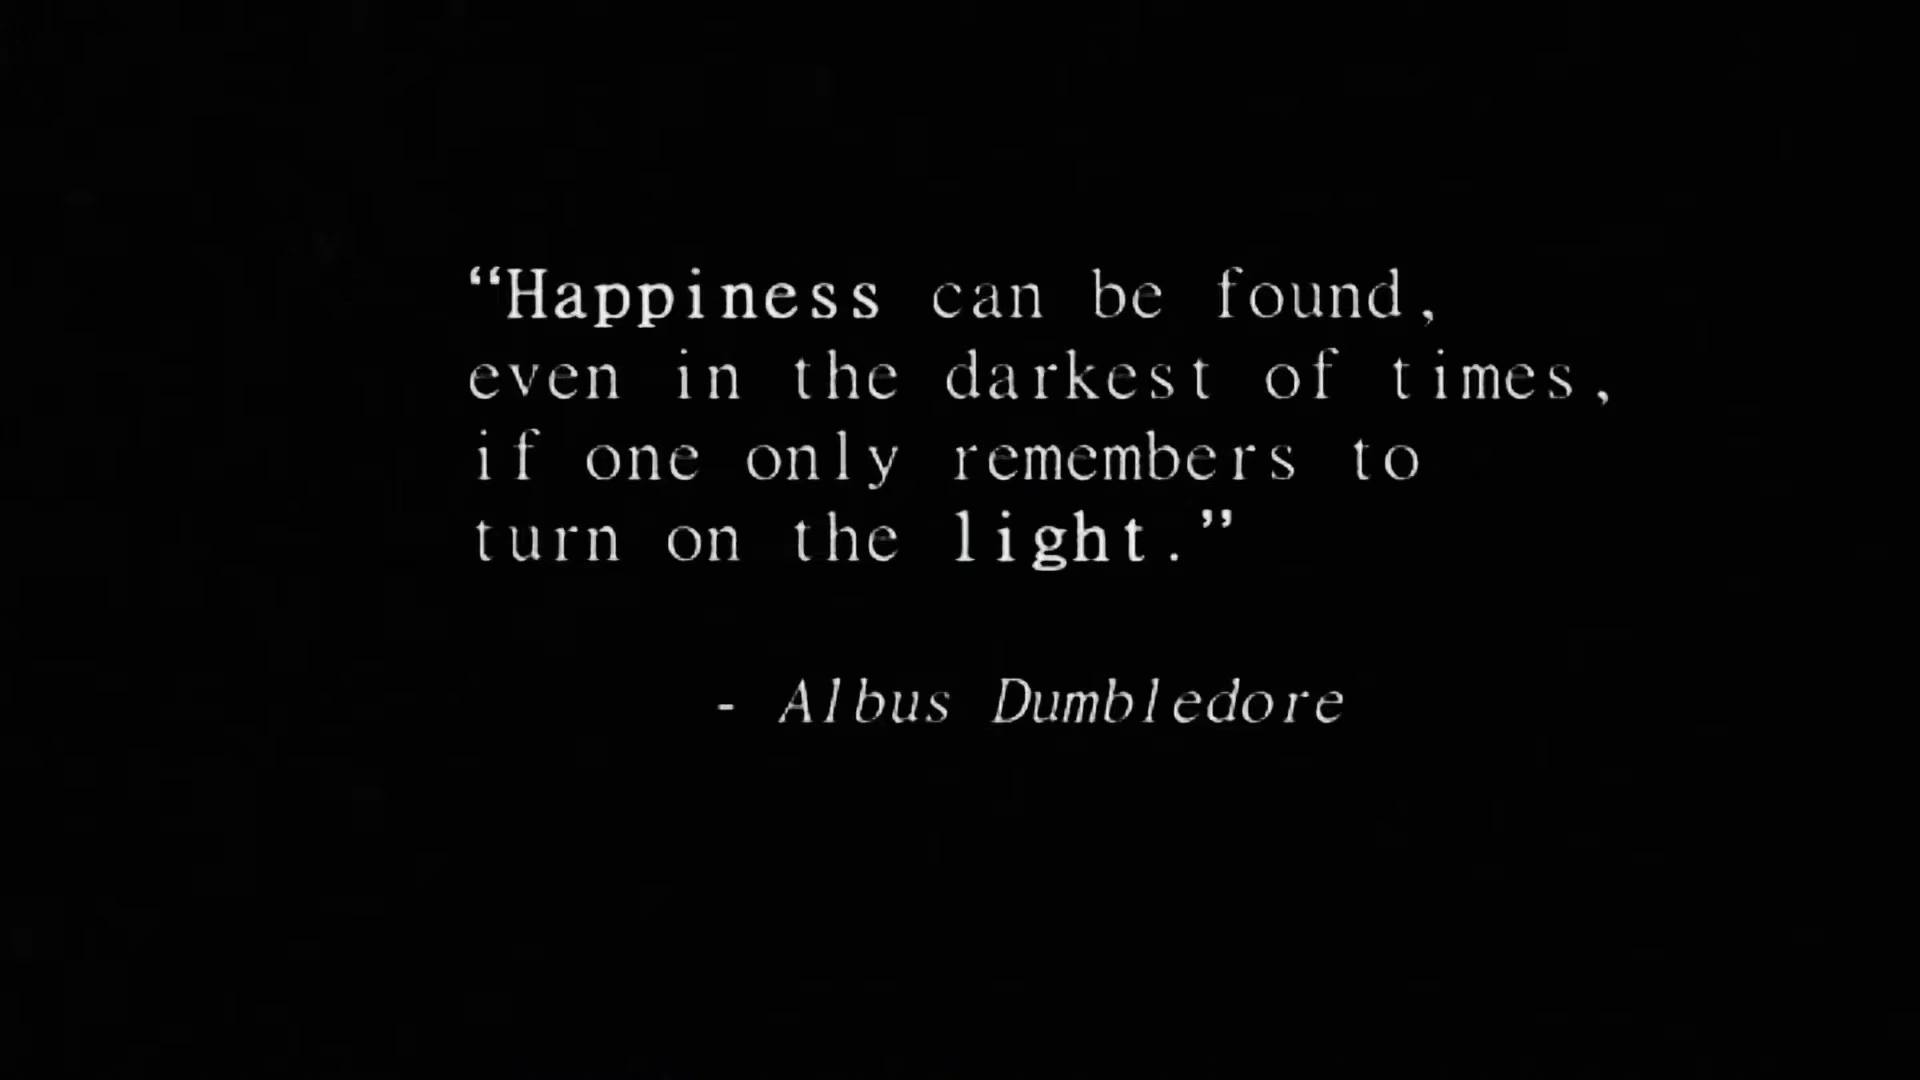 “Happiness can be found,
even in the darkest of times,
if one only remembers to
turn on the light.”
- Albus Dumbledore